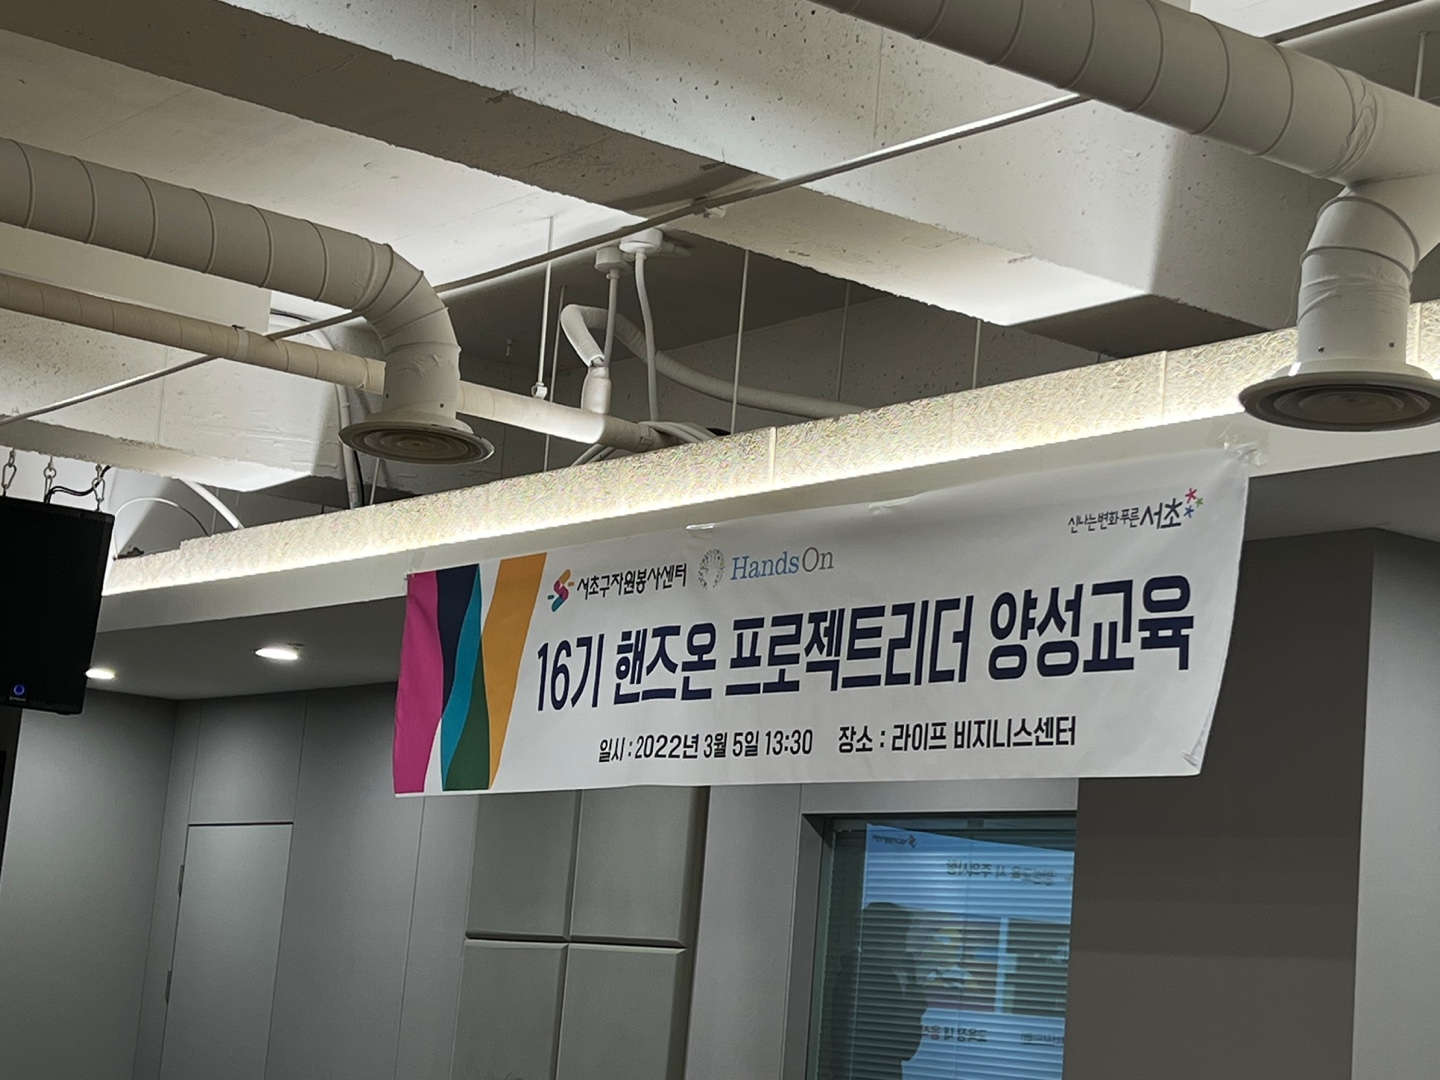 신나는 변화 푸른 서초
서초구자원봉사센터 HandsOn
16기 핸즈온 프로젝트리더 양성교육
일시 : 2022년 3월 5일 13:30 장소 : 라이프 비지니스센터